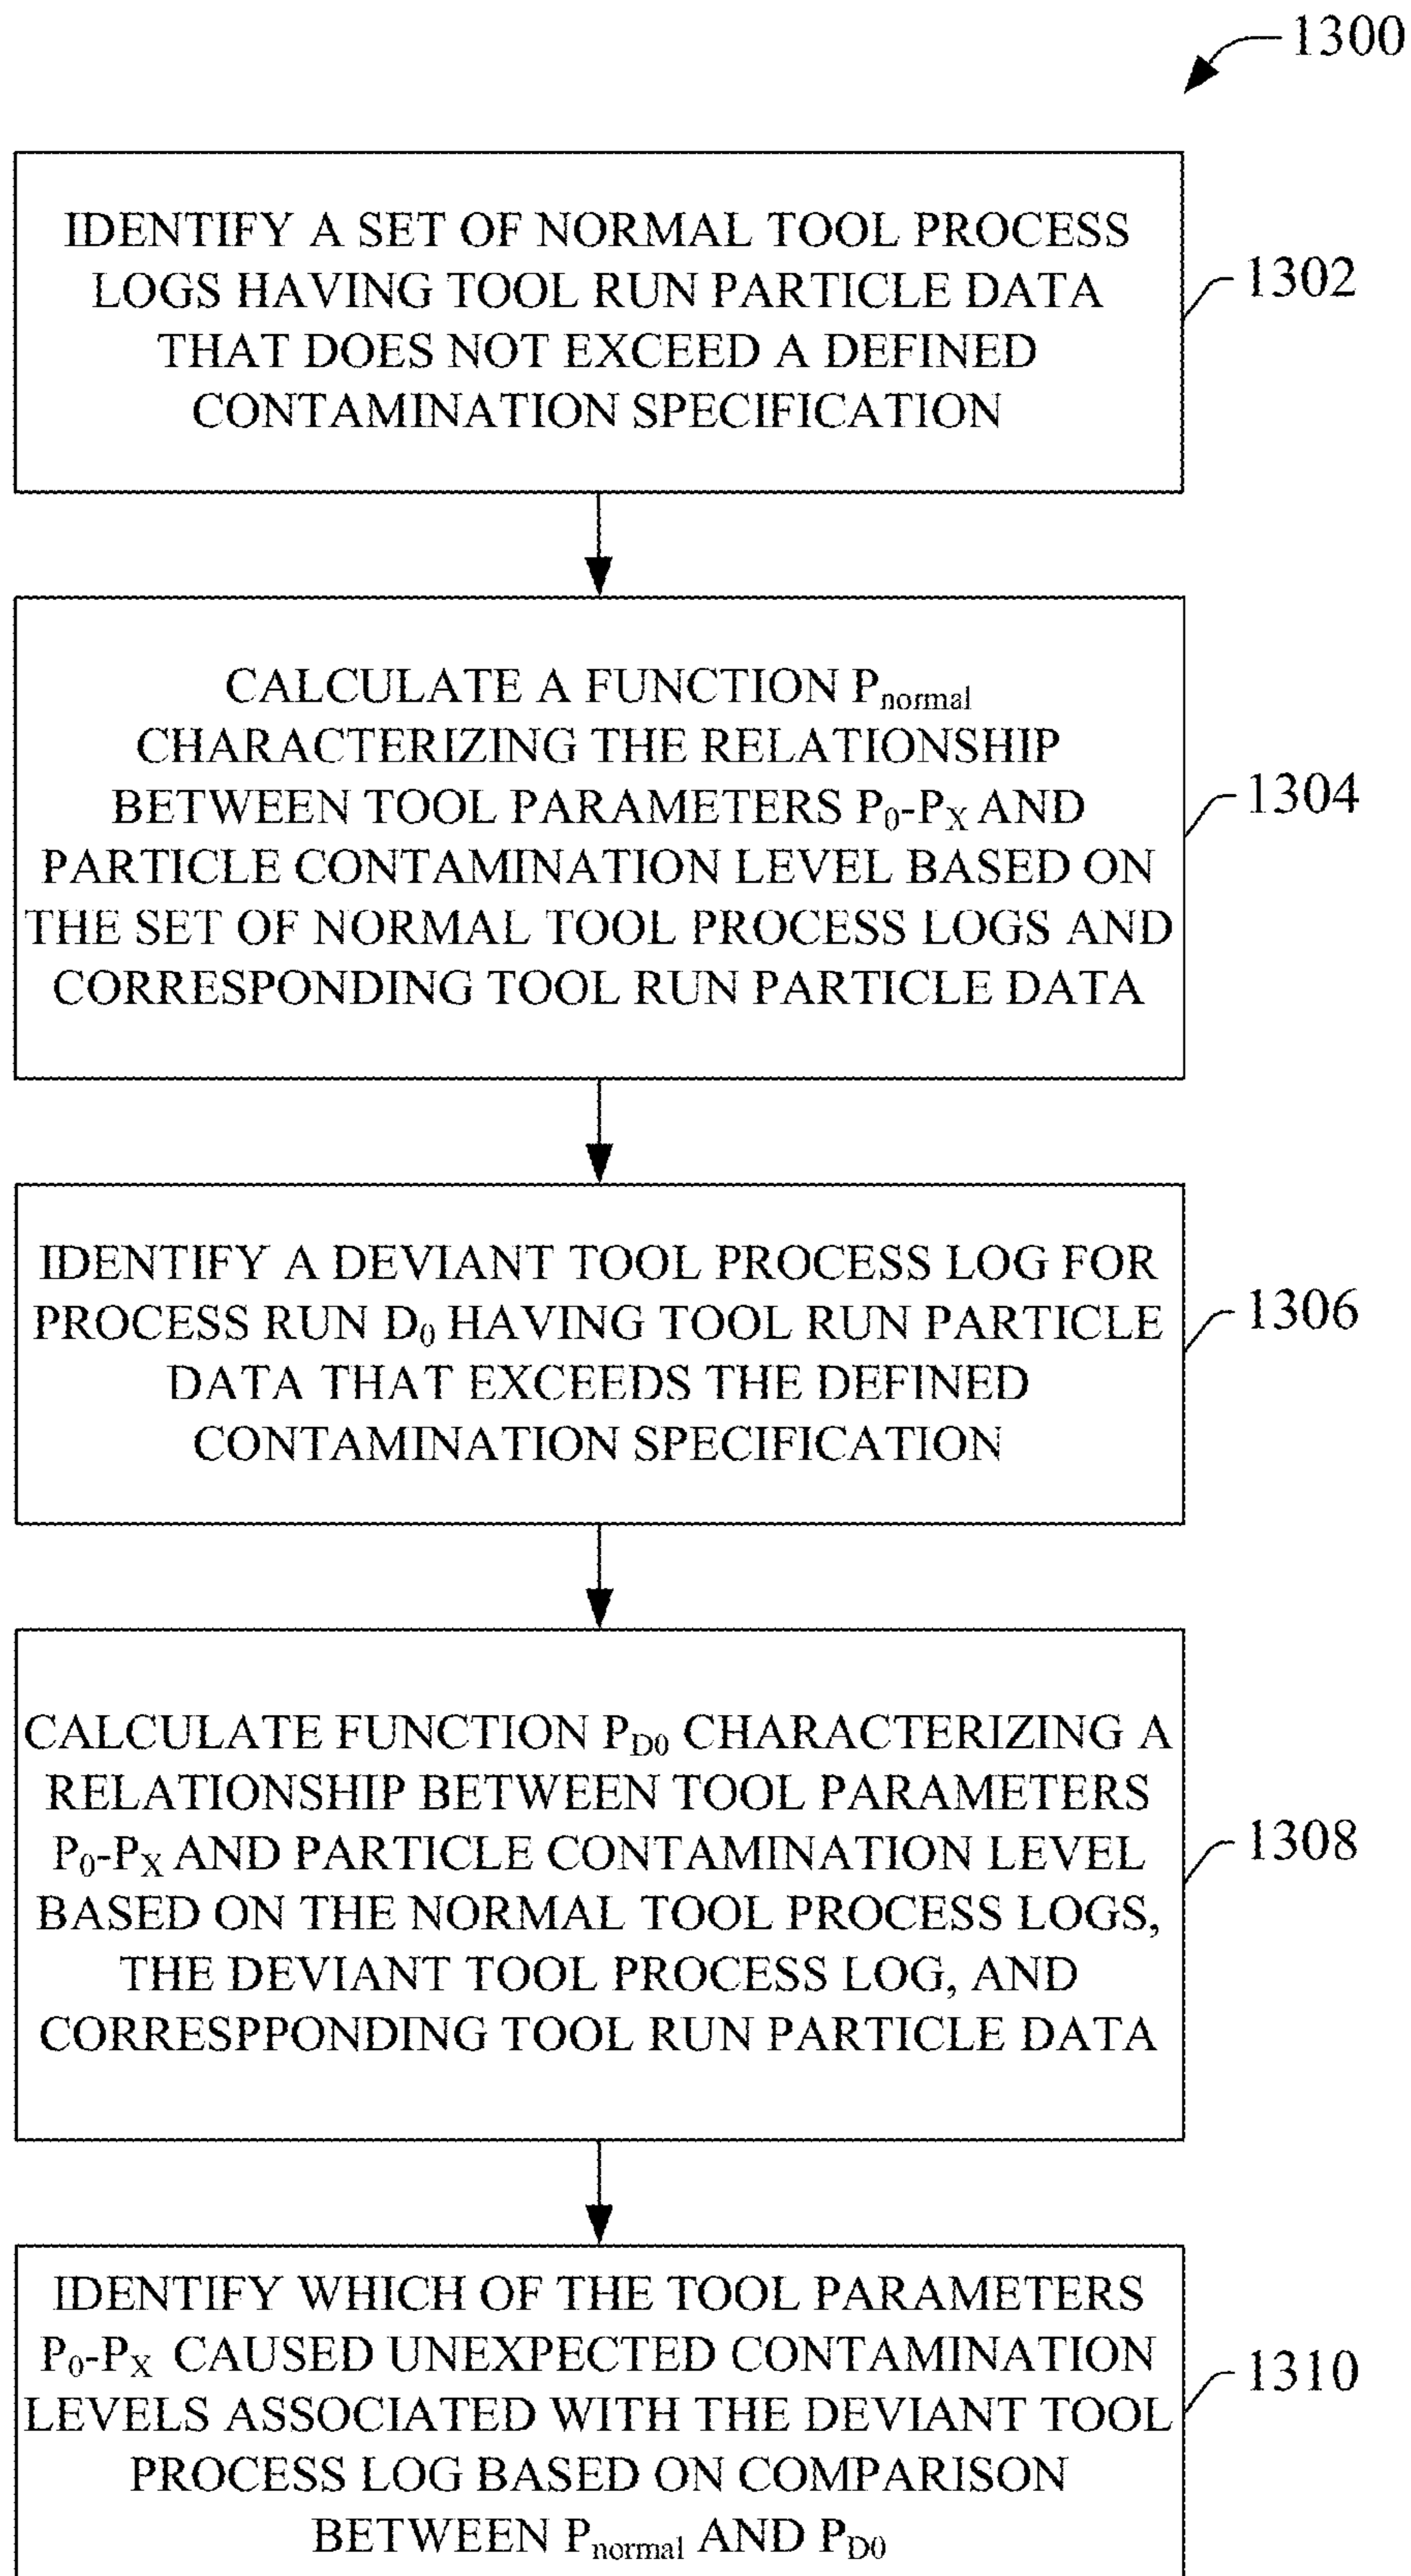 1300
IDENTIFY A SET OF NORMAL TOOL PROCESS
LOGS HAVING TOOL RUN PARTICLE DATA
THAT DOES NOT EXCEED A DEFINED
CONTAMINATION SPECIFICATION
1302
CALCULATE A FUNCTION Pnormal
CHARACTERIZING THE RELATIONSHIP
BETWEEN TOOL PARAMETERS P0-PX AND
PARTICLE CONTAMINATION LEVEL BASED ON
THE SET OF NORMAL TOOL PROCESS LOGS AND
CORRESPONDING TOOL RUN PARTICLE DATA
1304
IDENTIFY A DEVIANT TOOL PROCESS LOG FOR
PROCESS RUN D0 HAVING TOOL RUN PARTICLE
DATA THAT EXCEEDS THE DEFINED
CONTAMINATION SPECIFICATION
1306
CALCULATE FUNCTION PD0 CHARACTERIZING A
RELATIONSHIP BETWEEN TOOL PARAMETERS
P0-PX AND PARTICLE CONTAMINATION LEVEL
BASED ON THE NORMAL TOOL PROCESS LOGS,
THE DEVIANT TOOL PROCESS LOG, AND
CORRESPPONDING TOOL RUN PARTICLE DATA
1308
IDENTIFY WHICH OF THE TOOL PARAMETERS
P0-PX CAUSED UNEXPECTED CONTAMINATION
LEVELS ASSOCIATED WITH THE DEVIANT TOOL
PROCESS LOG BASED ON COMPARISON
BETWEEN Pnormal AND PD0
1310